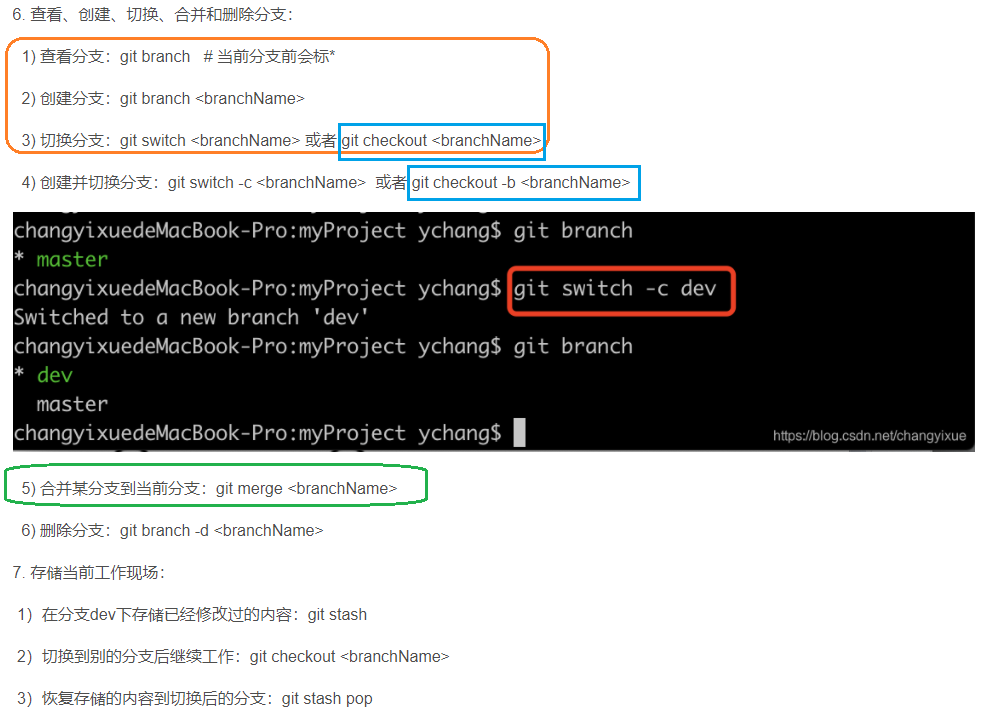 6. 查看、创建、切换、合并和删除分支：
1) 查看分支：git branch   # 当前分支前会标*
2) 创建分支：git branch <branchName>
3) 切换分支：git switch <branchName> 或者 git checkout <branchName>
4) 创建并切换分支：git switch -c <branchName>  或者 git checkout -b <branchName>
changyixuedeMacBook-Pro:myProject ychang$ git branch
* master
changyixuedeMacBook-Pro:myProject ychang$ git switch -c dev
Switched to a new branch 'dev'
changyixuedeMacBook-Pro:myProject ychang$ git branch
* dev
  master
changyixuedeMacBook-Pro:myProject ychang$
https://blog.csdn.net/changyixue
5) 合并某分支到当前分支：git merge <branchName>
6) 删除分支：git branch -d <branchName>
7. 存储当前工作现场：
1）在分支dev下存储已经修改过的内容：git stash
2）切换到别的分支后继续工作：git checkout <branchName>
3）恢复存储的内容到切换后的分支：git stash pop